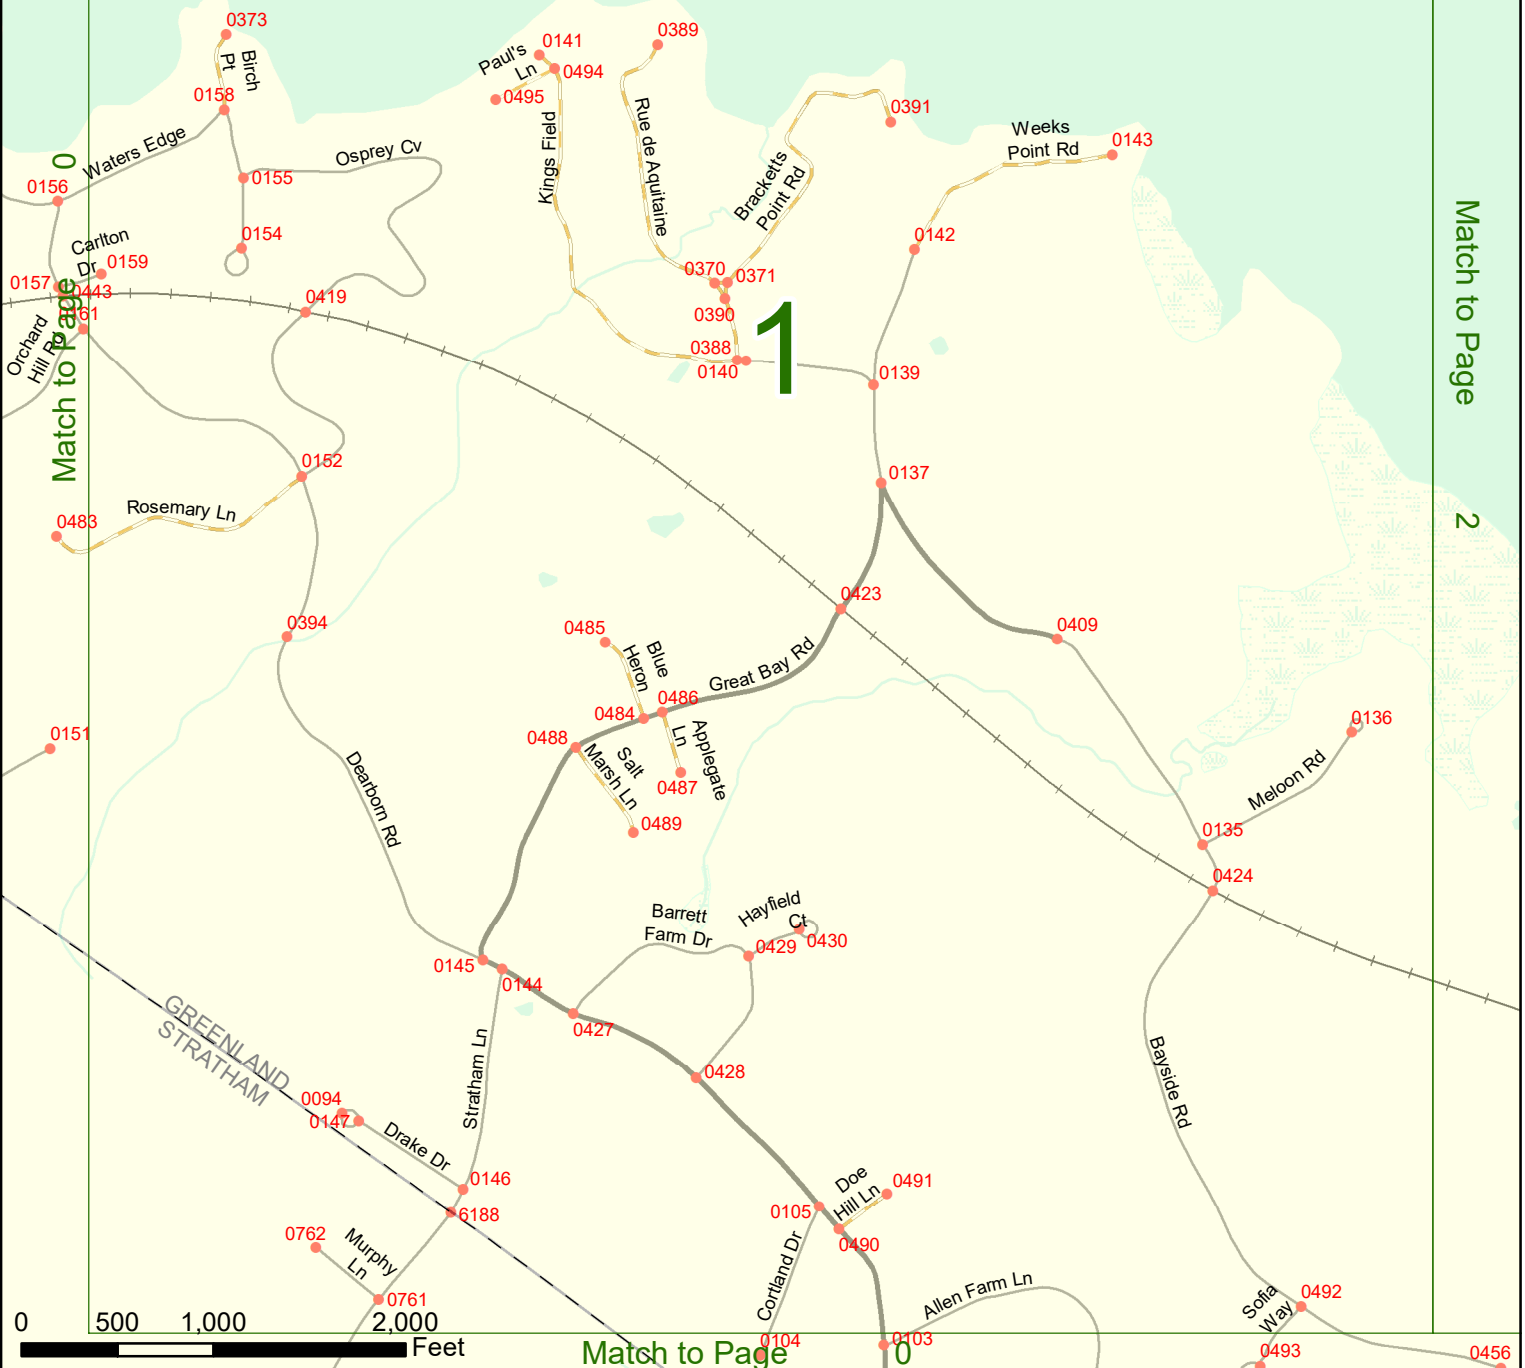 0373
Birch
Pt
0158
Paul's
Ln
0141
0494
0495
0389
0391
Weeks
Point Rd
0143
Waters Edge
Osprey Cv
0156
0155
Kings Field
Rue de Aquitaine
Bracketts
Point Rd
0154
Carlton
Dr
0159
0157
0443
0161
0419
Orchard
Hill Rd
Match to Page 0
0370
0371
0390
0388
0140
1
0142
0139
Match to Page 2
0152
0137
Rosemary Ln
0483
0423
0394
0485
Blue
Heron
0409
Great Bay Rd
0486
0484
0488
Applegate
Ln
Salt
Marsh Ln
0487
0489
0151
Dearborn Rd
0136
Meloon Rd
0135
0424
Barrett
Farm Dr
Hayfield
Ct
0430
0429
0145
0144
0427
GREENLAND
STRATHAM
Stratham Ln
0428
Bayside Rd
0094
0147
Drake Dr
0146
6188
0762
Murphy
Ln
0761
Doe
Hill Ln
0491
0105
0490
Cortland Dr
Allen Farm Ln
Sofia
Way
0492
0104
0103
0493
0456
0 500 1,000 2,000
Feet
Match to Page 0